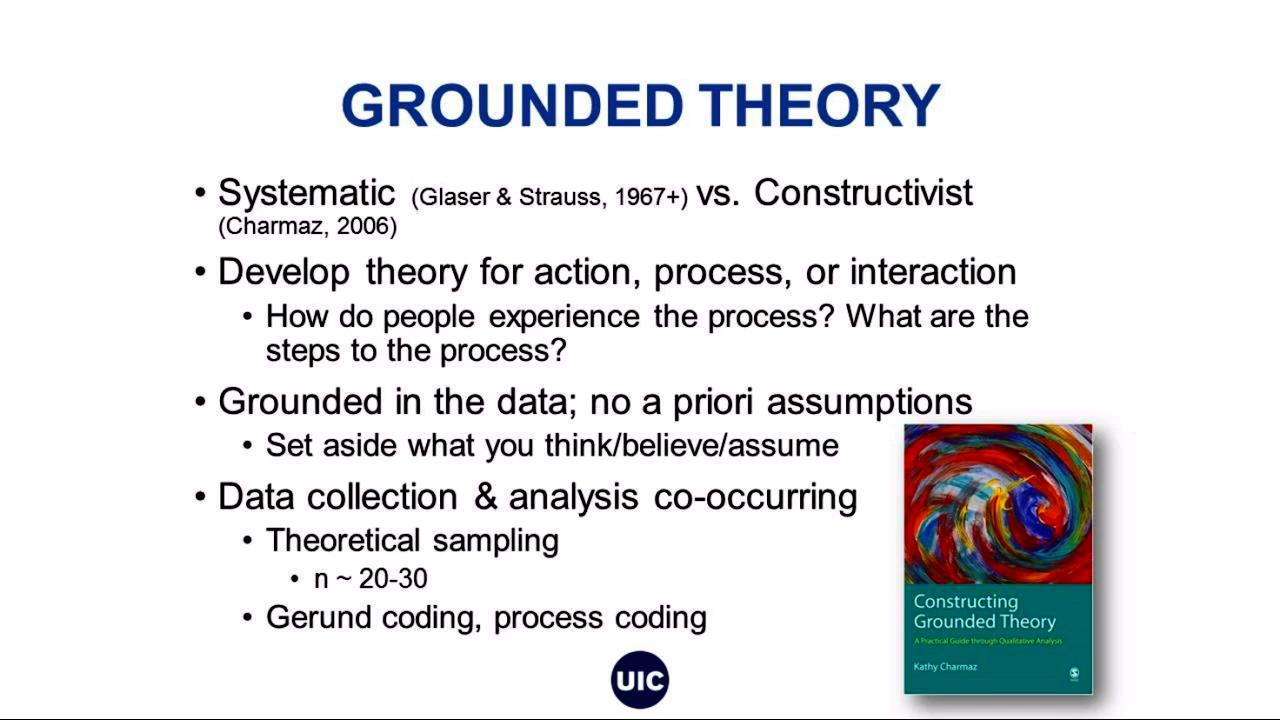 GROUNDED THEORY
• Systematic (Glaser & Strauss, 1967+) vs. Constructivist
(Charmaz, 2006)
• Develop theory for action, process, or interaction
• How do people experience the process? What are the
steps to the process?
• Grounded in the data; no a priori assumptions
• Set aside what you think/believe/assume
• Data collection & analysis co-occurring
• Theoretical sampling
• n ~ 20-30
• Gerund coding, process coding
Constructing
Grounded Theory
A Practical Guide through Qualitative Analysis
Kathy Charmaz
UIC